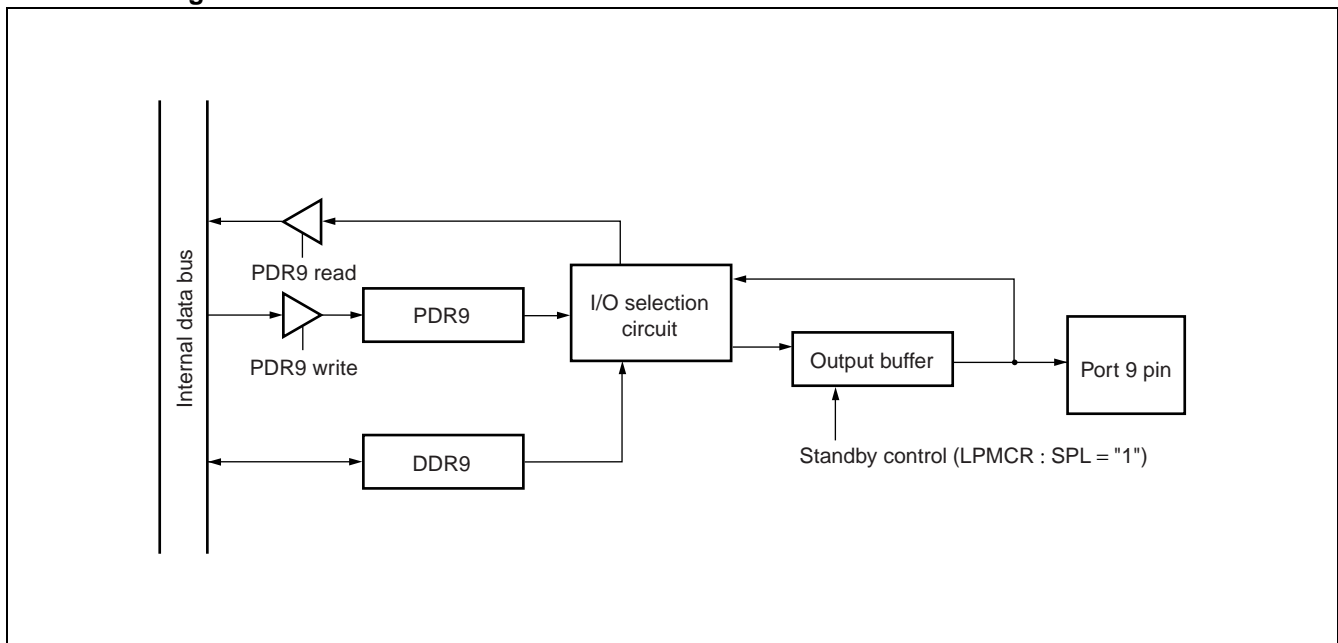 Internal data bus
PDR9 read
PDR9 write
PDR9
DDR9
I/O selection
circuit
Output buffer
Port 9 pin
Standby control (LPMCR : SPL = "1")